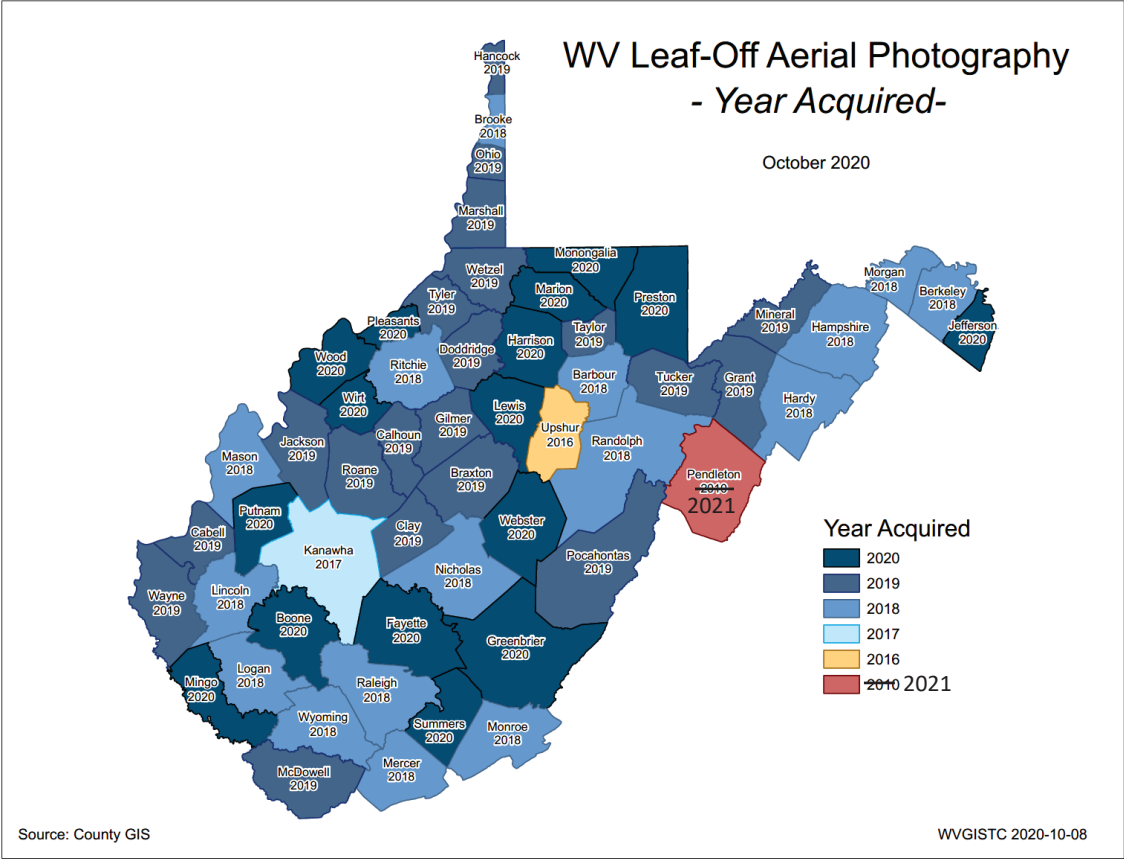 WV Leaf-Off Aerial Photography
- Year Acquired-
October 2020
Hancock
2019
Brooke
2018
Ohio
2019
Marshall
2019
Wetzel
2019
Monongalia
2020
Marion
2020
Preston
2020
Tyler
2019
Pleasants
2020
Doddridge
2019
Harrison
2020
Taylor
2019
Mineral
2019
Hampshire
2018
Morgan
2018
Berkeley
2018
Jefferson
2020
Wood
2020
Ritchie
2018
Barbour
2018
Tucker
2019
Grant
2019
Hardy
2018
Wirt
2020
Lewis
2020
Upshur
2016
Gilmer
2019
Calhoun
2019
Jackson
2019
Randolph
2018
Mason
2018
Roane
2019
Braxton
2019
Pendleton
2010
2021
Putnam
2020
Webster
2020
Clay
2019
Cabell
2019
Kanawha
2017
Pocahontas
2019
Nicholas
2018
Wayne
2019
Lincoln
2018
Boone
2020
Fayette
2020
Greenbrier
2020
Logan
2018
Mingo
2020
Raleigh
2018
Wyoming
2018
Summers
2020
Monroe
2018
McDowell
2019
Mercer
2018
Year Acquired
2020
2019
2018
2017
2016
2010 2021
Source: County GIS
WVGISTC 2020-10-08